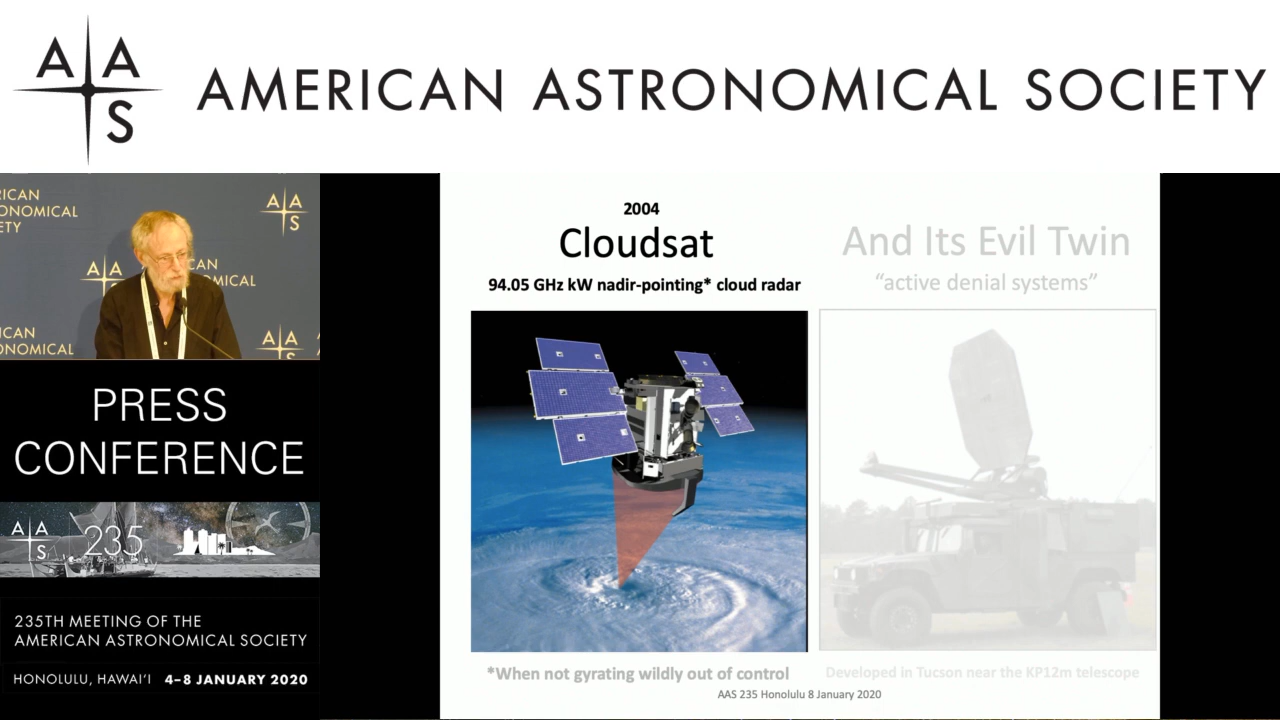 A A
S
AMERICAN ASTRONOMICAL SOCIETY
RICAN
ONOMICAL
ETY
A A
S
A A
CAN
OMICAL
ICAN
ONOMICAL
A A
S
PRESS
CONFERENCE
A A
S
235
235TH MEETING OF THE
AMERICAN ASTRONOMICAL SOCIETY
HONOLULU, HAWAI'I 4–8 JANUARY 2020
2004
Cloudsat
94.05 GHz kW nadir-pointing* cloud radar
*When not gyrating wildly out of control
And Its Evil Twin
“active denial systems”
Developed in Tucson near the KP12m telescope
AAS 235 Honolulu 8 January 2020